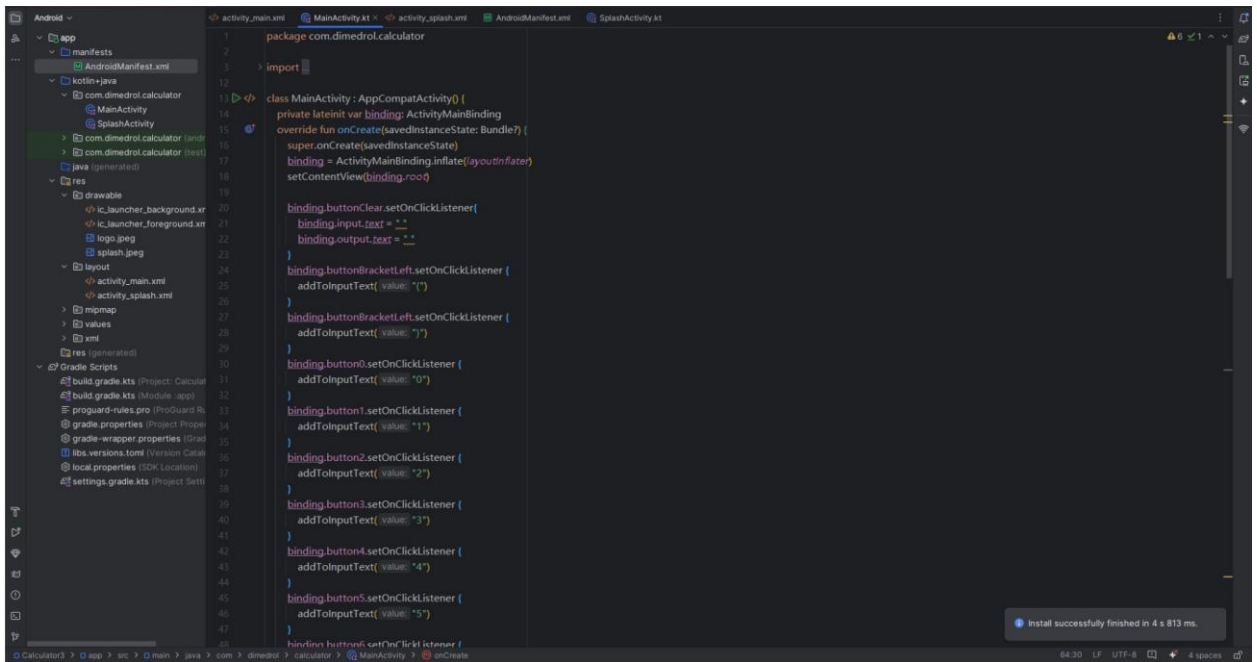 Android
app
manifests
AndroidManifest.xml
kotlin+java
com.dimedrol.calculator
MainActivity
SplashActivity
com.dimedrol.calculator (andr
com.dimedrol.calculator (test)
java (generated)
res
drawable
ic_launcher_background.xr
ic_launcher_foreground.xr
logo.jpeg
splash.jpeg
layout
activity_main.xml
activity_splash.xml
mipmap
values
xml
res (generated)
Gradle Scripts
build.gradle.kts (Project: Calculat
build.gradle.kts (Module :app)
proguard-rules.pro (ProGuard Ru
gradle.properties (Project Prope
gradle-wrapper.properties (Grad
libs.versions.toml (Version Catal
local.properties (SDK Location)
settings.gradle.kts (Project Setti
activity_main.xml MainActivity.kt × activity_splash.xml AndroidManifest.xml SplashActivity.kt
6 1
1 package com.dimedrol.calculator
2
3 import ...
12
13 class MainActivity : AppCompatActivity() {
14 private lateinit var binding: ActivityMainBinding
15 override fun onCreate(savedInstanceState: Bundle?) {
16 super.onCreate(savedInstanceState)
17 binding = ActivityMainBinding.inflate(layoutInflater)
18 setContentView(binding.root)
19
20 binding.buttonClear.setOnClickListener{
21 binding.input.text = " "
22 binding.output.text = " "
23 }
24 binding.buttonBracketLeft.setOnClickListener {
25 addToInputText( value: "(")
26 }
27 binding.buttonBracketLeft.setOnClickListener {
28 addToInputText( value: ")")
29 }
30 binding.button0.setOnClickListener {
31 addToInputText( value: "0")
32 }
33 binding.button1.setOnClickListener {
34 addToInputText( value: "1")
35 }
36 binding.button2.setOnClickListener {
37 addToInputText( value: "2")
38 }
39 binding.button3.setOnClickListener {
40 addToInputText( value: "3")
41 }
42 binding.button4.setOnClickListener {
43 addToInputText( value: "4")
44 }
45 binding.button5.setOnClickListener {
46 addToInputText( value: "5")
47 }
48 binding.button6.setOnClickListener {
Install successfully finished in 4 s 813 ms.
Calculator3 > app > src > main > java > com > dimedrol > calculator > MainActivity > onCreate
64:30 LF UTF-8 4 spaces